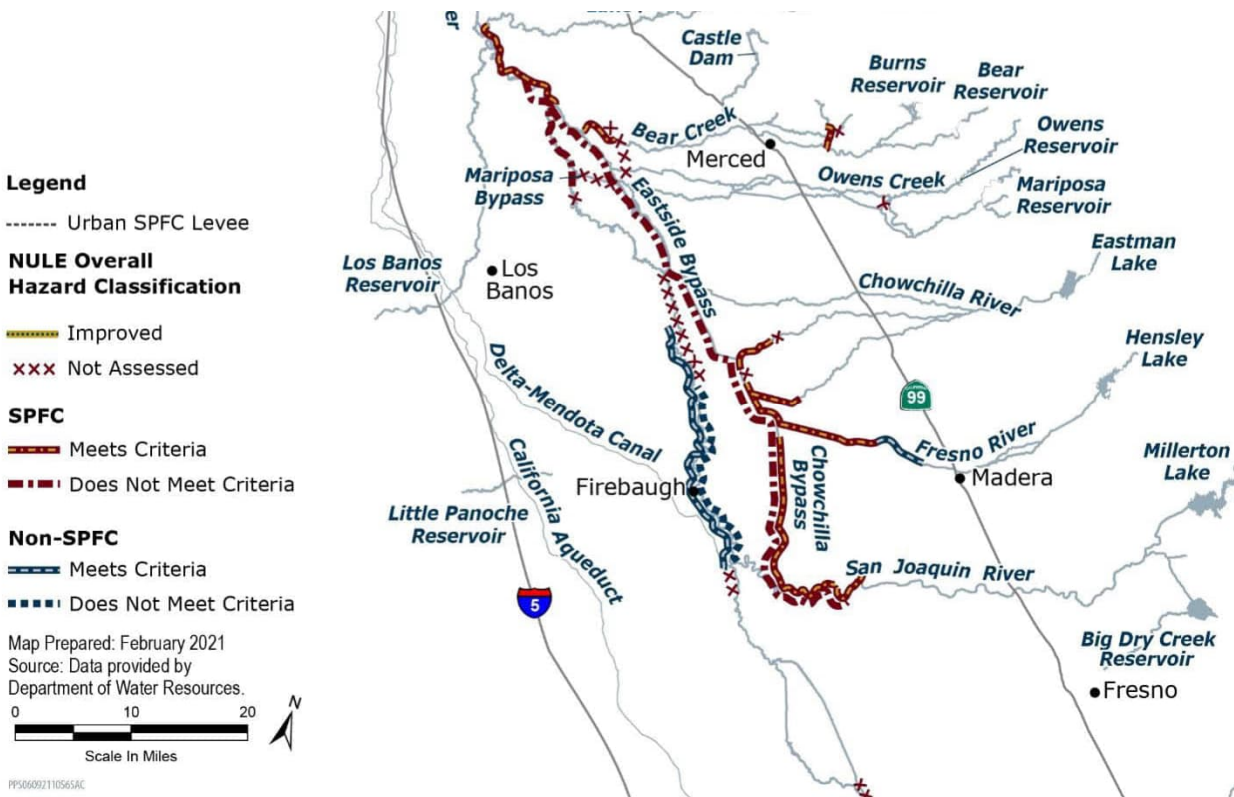 er
Castle
Dam
Burns
Reservoir
Bear
Reservoir
Bear Creek
Merced
Owens
Reservoir
Owens Creek
Mariposa
Reservoir
Mariposa
Bypass
Eastside Bypass
Eastman
Lake
Los Banos
Reservoir
Los
Banos
Chowchilla River
Hensley
Lake
Delta-Mendota Canal
CALIFORNIA
99
Fresno River
Madera
Millerton
Lake
Firebaugh
Chowchilla
Bypass
California Aqueduct
Little Panoche
Reservoir
San Joaquin River
5
Big Dry Creek
Reservoir
Fresno
Legend
Urban SPFC Levee
NULE Overall
Hazard Classification
Improved
Not Assessed
SPFC
Meets Criteria
Does Not Meet Criteria
Non-SPFC
Meets Criteria
Does Not Meet Criteria
Map Prepared: February 2021
Source: Data provided by
Department of Water Resources.
N
0 10 20
Scale In Miles
PPS0609211056SAC